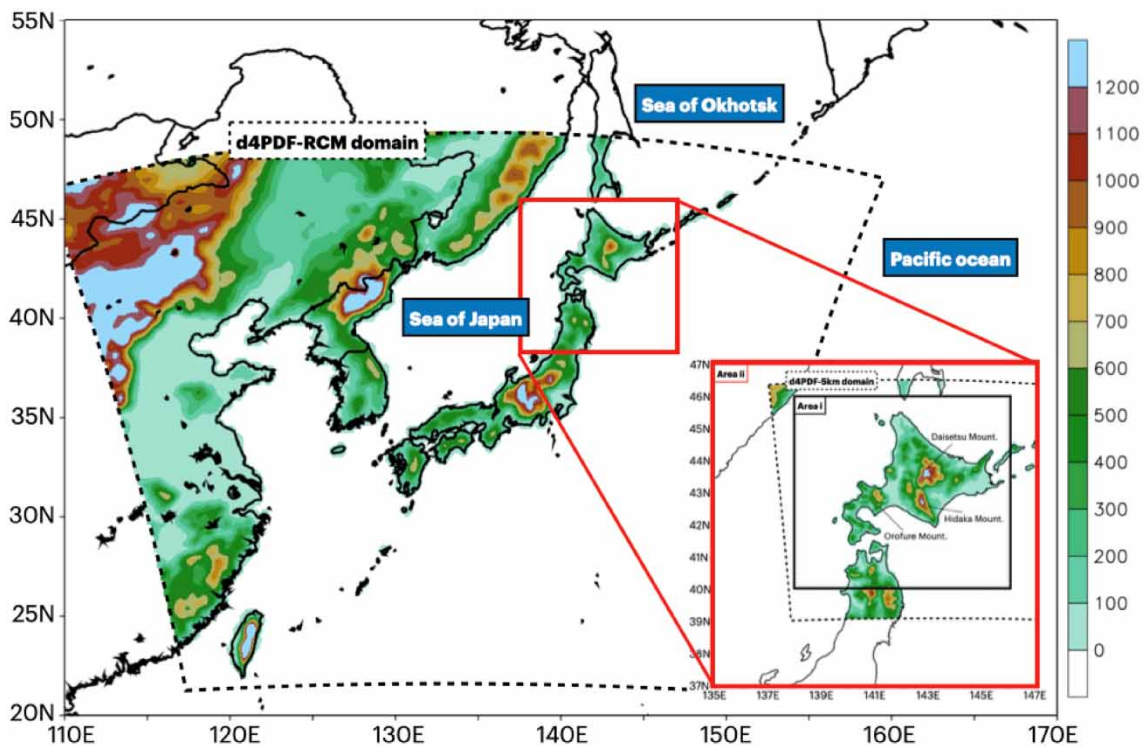 55N
50N
45N
40N
35N
30N
25N
20N
110E
120E
130E
140E
150E
160E
170E
d4PDF-RCM domain
Sea of Okhotsk
Pacific ocean
Sea of Japan
1200
1100
1000
900
800
700
600
500
400
300
200
100
0
Area ii
d4PDF-5km domain
Area i
Daisetsu Mount.
Hidaka Mount.
Orofure Mount.
47N
46N
45N
44N
43N
42N
41N
40N
39N
38N
37N
135E
137E
139E
141E
143E
145E
147E